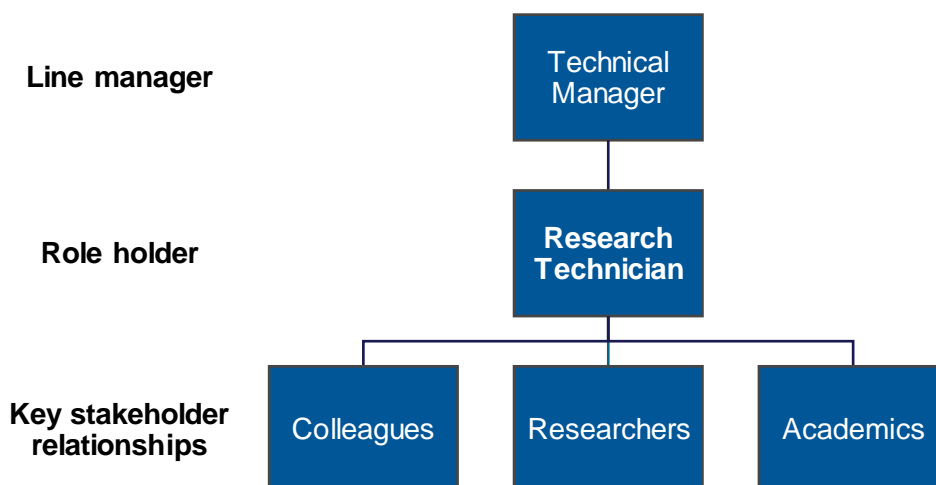 Line manager
Technical
Manager
Role holder
Research
Technician
Key stakeholder
relationships
Colleagues
Researchers
Academics